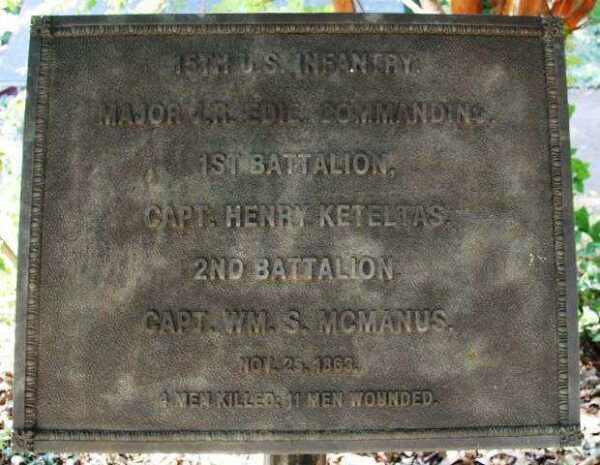 15TH U.S. INFANTRY.
MAJOR J.R. EDIE, COMMANDING.
1ST BATTALION,
CAPT. HENRY KETELTAS.
2ND BATTALION
CAPT. WM. S. MCMANUS.
NOV. 25, 1863.
4 MEN KILLED; 11 MEN WOUNDED.